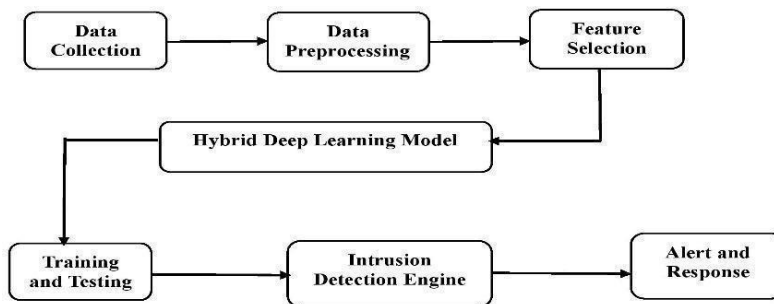 Data
Collection
Data
Preprocessing
Feature
Selection
Hybrid Deep Learning Model
Training
and Testing
Intrusion
Detection Engine
Alert and
Response